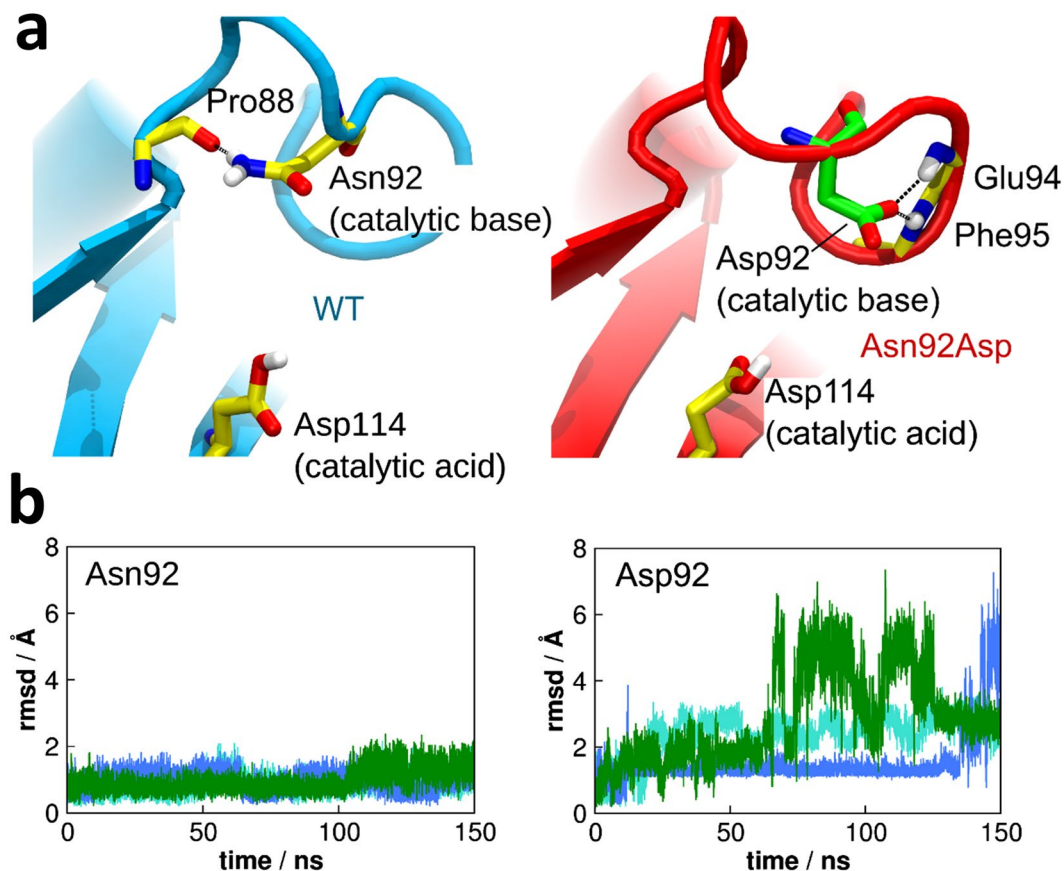 a
Pro88
Asn92
(catalytic base)
WT
Asp114
(catalytic acid)
Glu94
Phe95
Asp92
(catalytic base)
Asn92Asp
Asp114
(catalytic acid)
b
Asn92
rmsd / Å
8
6
4
2
0
0 50 100 150
time / ns
Asp92
rmsd / Å
8
6
4
2
0
0 50 100 150
time / ns